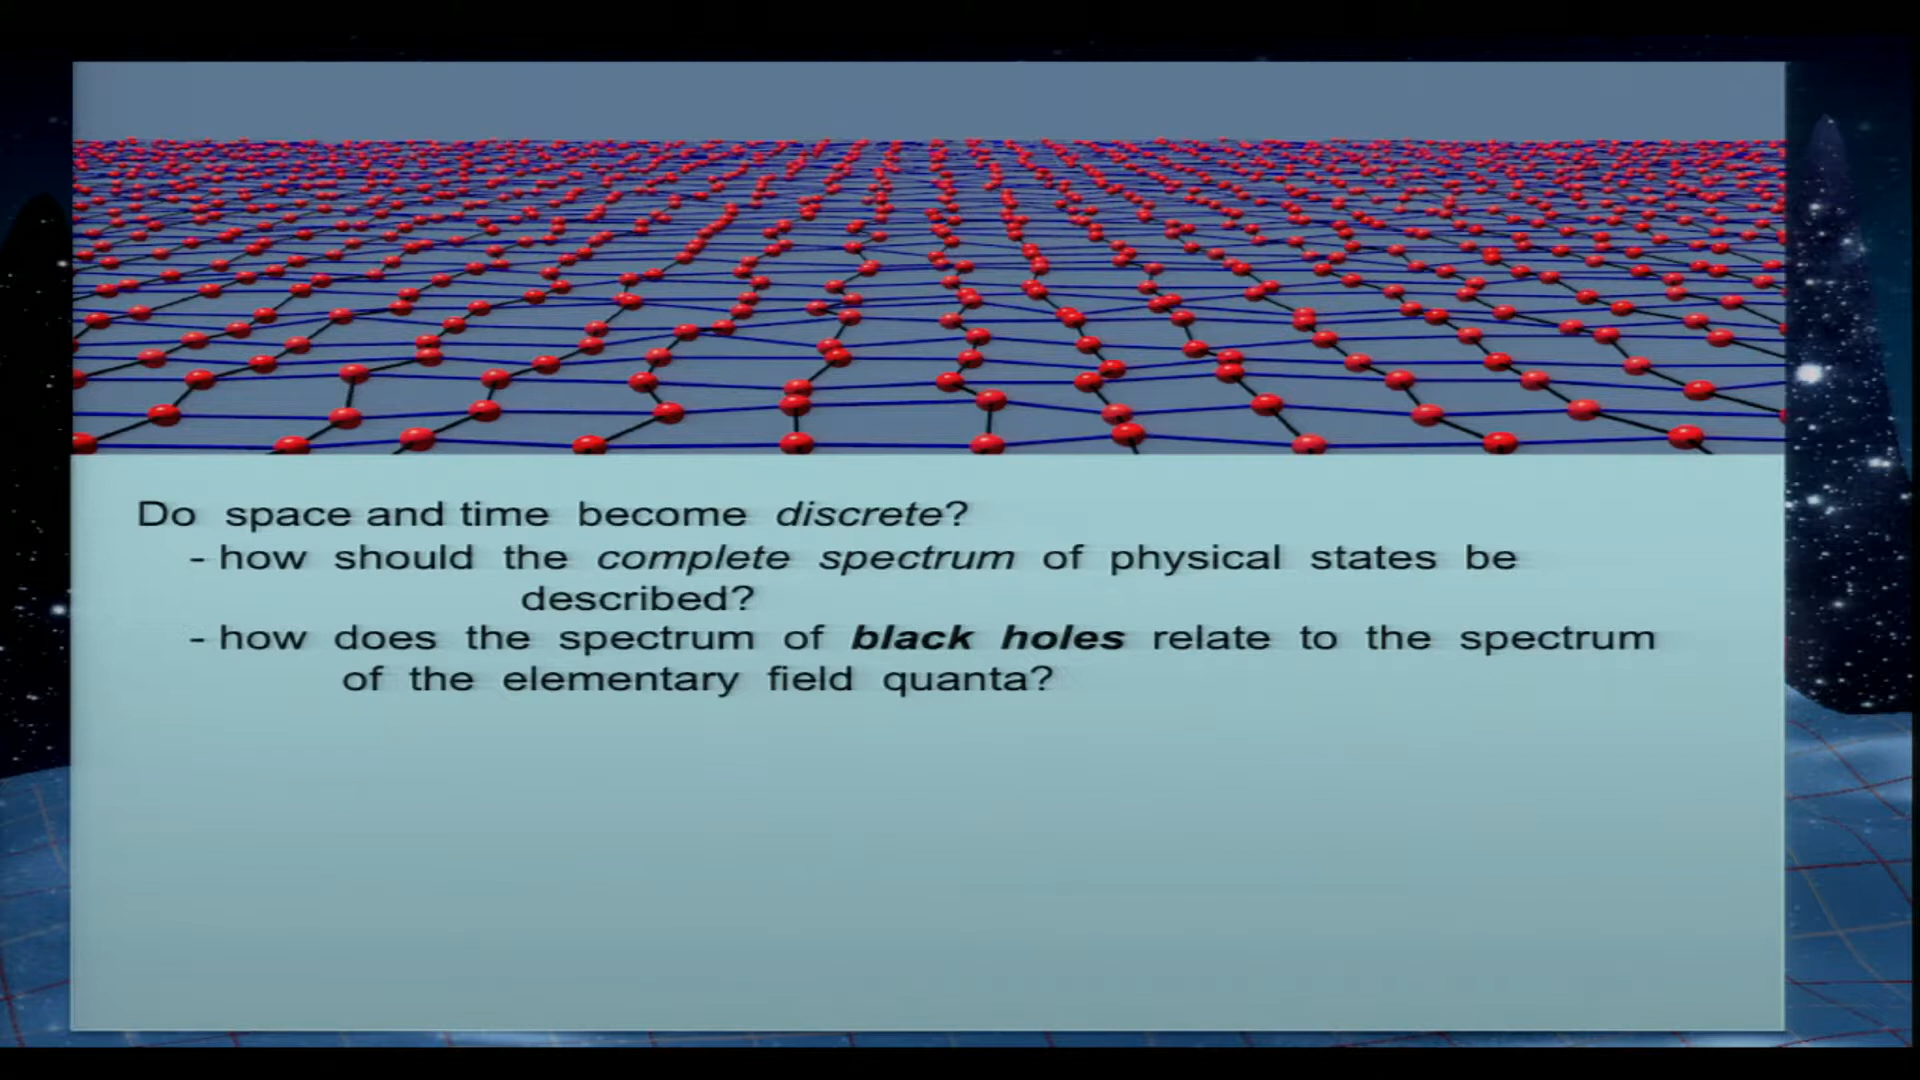 Do space and time become discrete?
- how should the complete spectrum of physical states be
described?
- how does the spectrum of black holes relate to the spectrum
of the elementary field quanta?